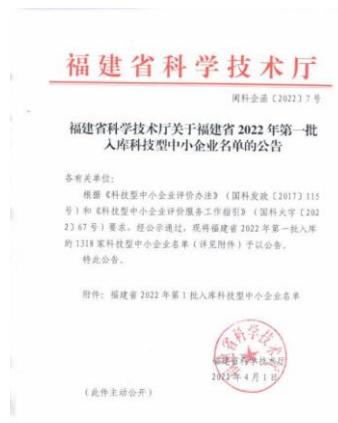 福建省科学技术厅
闽科企函〔2022〕7号
福建省科学技术厅关于福建省2022年第一批
入库科技型中小企业名单的公告
各有关单位：
根据《科技型中小企业评价办法》（国科发政〔2017〕115
号）和《科技型中小企业评价服务工作指引》（国科火字〔202
2〕67号）要求，经公示通过，现将福建省2022年第一批入库
的1318家科技型中小企业名单（详见附件）予以公告。
特此公告。
附件：福建省2022年第1批入库科技型中小企业名单
福建省科学技术厅
2022年4月1日
（此件主动公开）